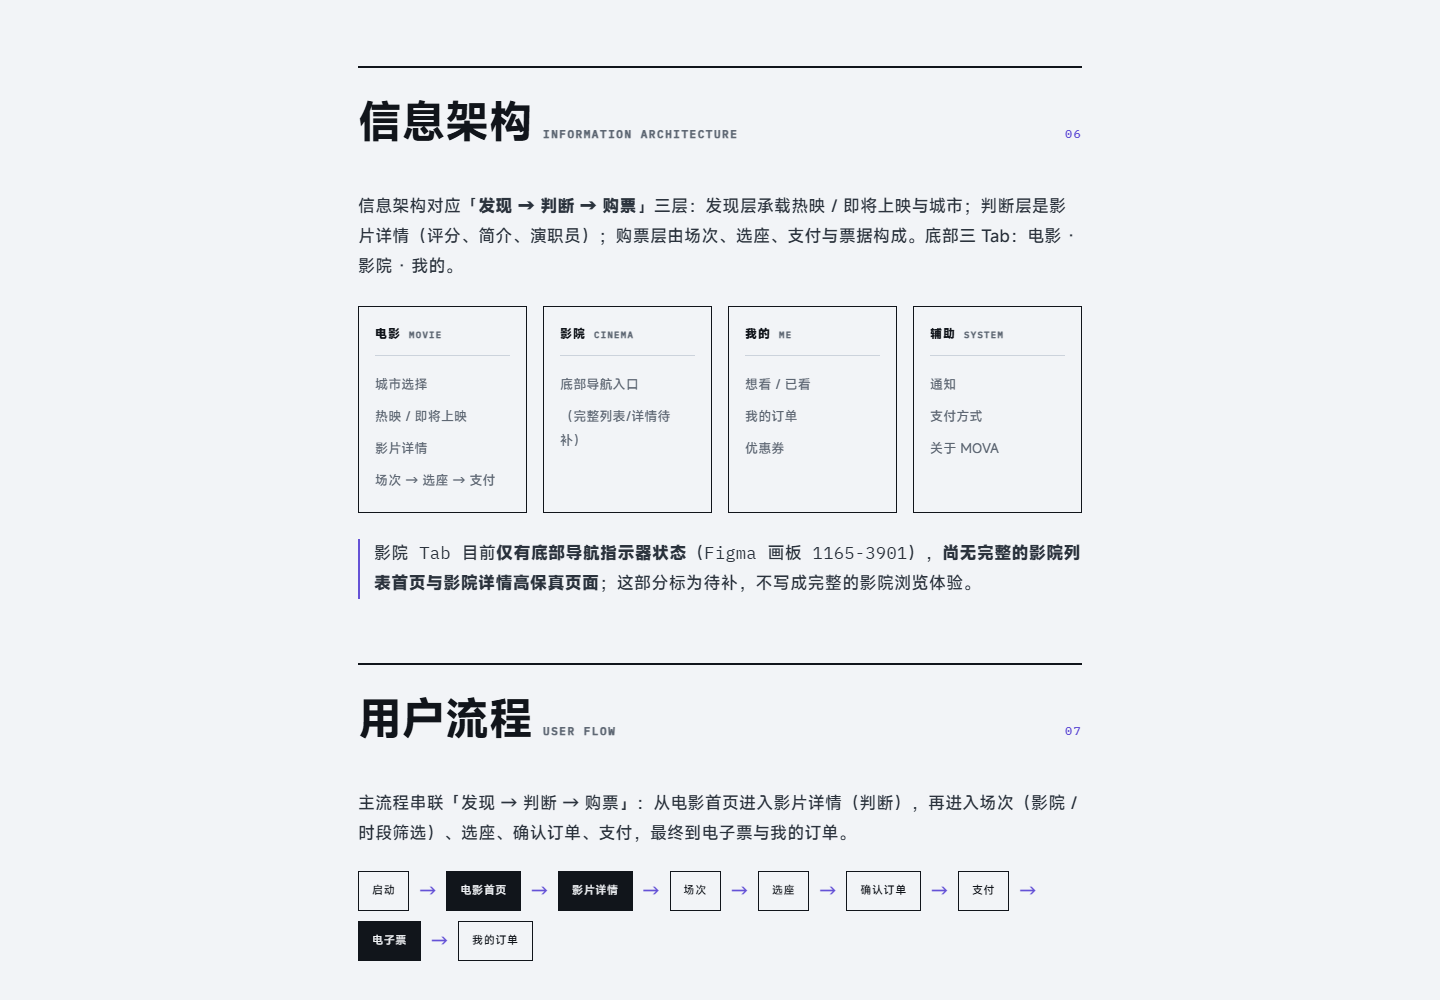 信息架构 INFORMATION ARCHITECTURE 06
信息架构对应「发现 → 判断 → 购票」三层：发现层承载热映 / 即将上映与城市；判断层是影
片详情（评分、简介、演职员）；购票层由场次、选座、支付与票据构成。底部三 Tab：电影 ·
影院 · 我的。
电影 MOVIE
城市选择
热映 / 即将上映
影片详情
场次 → 选座 → 支付
影院 CINEMA
底部导航入口
（完整列表/详情待
补）
我的 ME
想看 / 已看
我的订单
优惠券
辅助 SYSTEM
通知
支付方式
关于 MOVA
影院 Tab 目前仅有底部导航指示器状态（Figma 画板 1165-3901），尚无完整的影院列
表首页与影院详情高保真页面；这部分标为待补，不写成完整的影院浏览体验。
用户流程 USER FLOW 07
主流程串联「发现 → 判断 → 购票」：从电影首页进入影片详情（判断），再进入场次（影院 /
时段筛选）、选座、确认订单、支付，最终到电子票与我的订单。
启动 → 电影首页 → 影片详情 → 场次 → 选座 → 确认订单 → 支付 →
电子票 → 我的订单